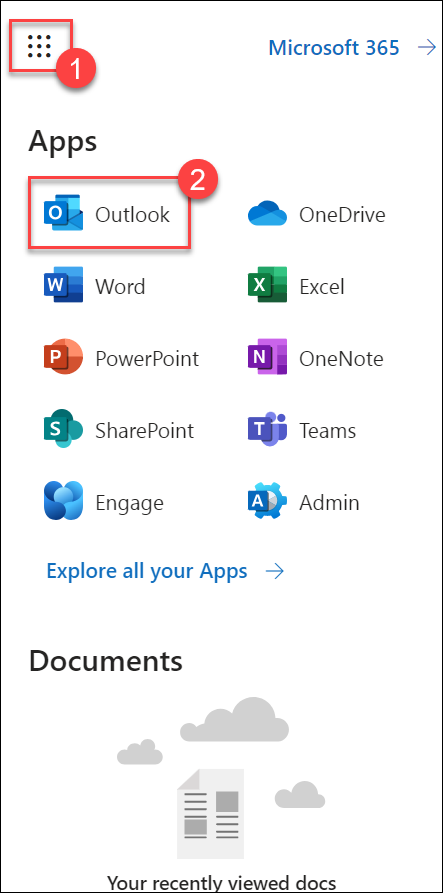 1
Microsoft 365
Apps
2
O Outlook OneDrive
W Word X Excel
P PowerPoint N OneNote
S SharePoint T Teams
Engage A Admin
Explore all your Apps
Documents
Your recently viewed docs